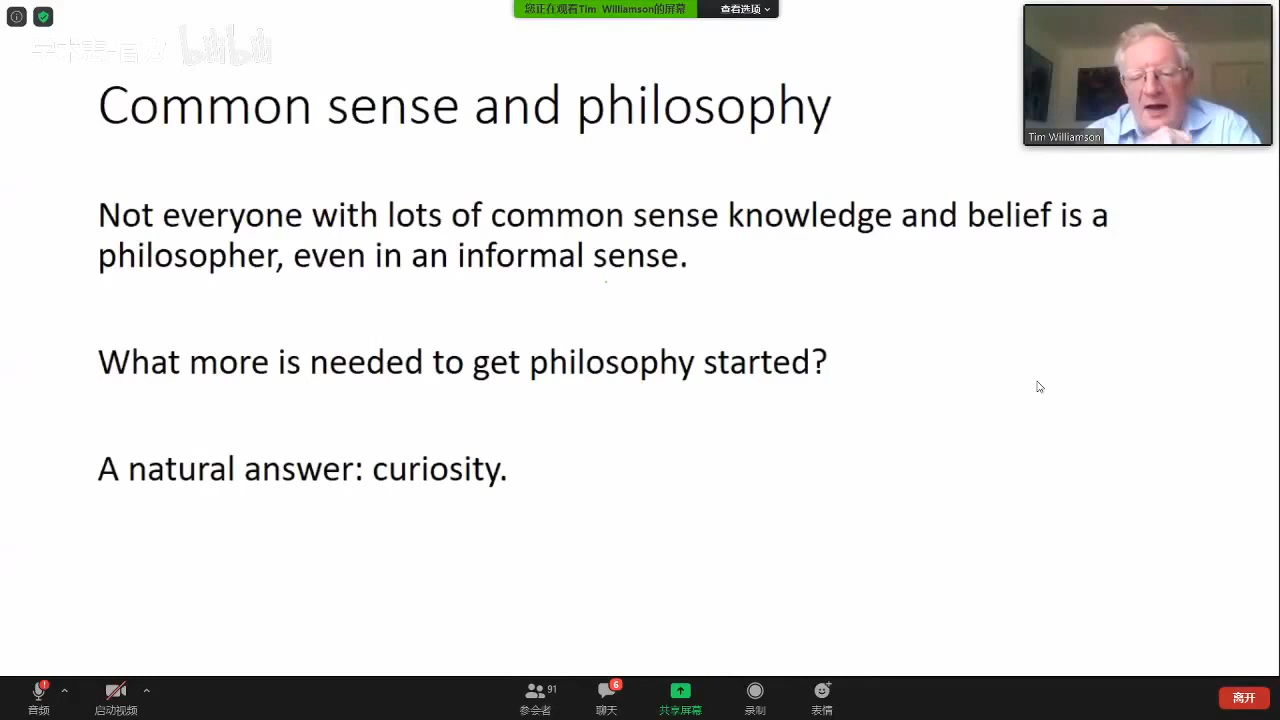 您正在观看Tim Williamson的屏幕
查看选项
bilibili
Common sense and philosophy
Tim Williamson
Not everyone with lots of common sense knowledge and belief is a
philosopher, even in an informal sense.
What more is needed to get philosophy started?
A natural answer: curiosity.
91
6
音频
启动视频
参会者
聊天
共享屏幕
录制
表情
离开